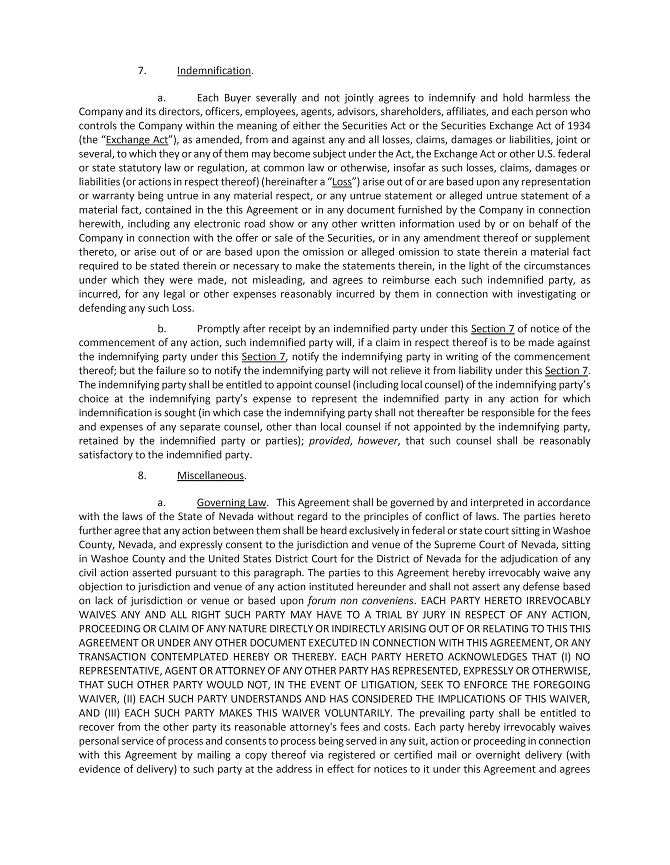 7. Indemnification.
a. Each Buyer severally and not jointly agrees to indemnify and hold harmless the
Company and its directors, officers, employees, agents, advisors, shareholders, affiliates, and each person who
controls the Company within the meaning of either the Securities Act or the Securities Exchange Act of 1934
(the “Exchange Act”), as amended, from and against any and all losses, claims, damages or liabilities, joint or
several, to which they or any of them may become subject under the Act, the Exchange Act or other U.S. federal
or state statutory law or regulation, at common law or otherwise, insofar as such losses, claims, damages or
liabilities (or actions in respect thereof) (hereinafter a “Loss”) arise out of or are based upon any representation
or warranty being untrue in any material respect, or any untrue statement or alleged untrue statement of a
material fact, contained in the this Agreement or in any document furnished by the Company in connection
herewith, including any electronic road show or any other written information used by or on behalf of the
Company in connection with the offer or sale of the Securities, or in any amendment thereof or supplement
thereto, or arise out of or are based upon the omission or alleged omission to state therein a material fact
required to be stated therein or necessary to make the statements therein, in the light of the circumstances
under which they were made, not misleading, and agrees to reimburse each such indemnified party, as
incurred, for any legal or other expenses reasonably incurred by them in connection with investigating or
defending any such Loss.
b. Promptly after receipt by an indemnified party under this Section 7 of notice of the
commencement of any action, such indemnified party will, if a claim in respect thereof is to be made against
the indemnifying party under this Section 7, notify the indemnifying party in writing of the commencement
thereof; but the failure so to notify the indemnifying party will not relieve it from liability under this Section 7.
The indemnifying party shall be entitled to appoint counsel (including local counsel) of the indemnifying party’s
choice at the indemnifying party’s expense to represent the indemnified party in any action for which
indemnification is sought (in which case the indemnifying party shall not thereafter be responsible for the fees
and expenses of any separate counsel, other than local counsel if not appointed by the indemnifying party,
retained by the indemnified party or parties); provided, however, that such counsel shall be reasonably
satisfactory to the indemnified party.
8. Miscellaneous.
a. Governing Law. This Agreement shall be governed by and interpreted in accordance
with the laws of the State of Nevada without regard to the principles of conflict of laws. The parties hereto
further agree that any action between them shall be heard exclusively in federal or state court sitting in Washoe
County, Nevada, and expressly consent to the jurisdiction and venue of the Supreme Court of Nevada, sitting
in Washoe County and the United States District Court for the District of Nevada for the adjudication of any
civil action asserted pursuant to this paragraph. The parties to this Agreement hereby irrevocably waive any
objection to jurisdiction and venue of any action instituted hereunder and shall not assert any defense based
on lack of jurisdiction or venue or based upon forum non conveniens. EACH PARTY HERETO IRREVOCABLY
WAIVES ANY AND ALL RIGHT SUCH PARTY MAY HAVE TO A TRIAL BY JURY IN RESPECT OF ANY ACTION,
PROCEEDING OR CLAIM OF ANY NATURE DIRECTLY OR INDIRECTLY ARISING OUT OF OR RELATING TO THIS THIS
AGREEMENT OR UNDER ANY OTHER DOCUMENT EXECUTED IN CONNECTION WITH THIS AGREEMENT, OR ANY
TRANSACTION CONTEMPLATED HEREBY OR THEREBY. EACH PARTY HERETO ACKNOWLEDGES THAT (I) NO
REPRESENTATIVE, AGENT OR ATTORNEY OF ANY OTHER PARTY HAS REPRESENTED, EXPRESSLY OR OTHERWISE,
THAT SUCH OTHER PARTY WOULD NOT, IN THE EVENT OF LITIGATION, SEEK TO ENFORCE THE FOREGOING
WAIVER, (II) EACH SUCH PARTY UNDERSTANDS AND HAS CONSIDERED THE IMPLICATIONS OF THIS WAIVER,
AND (III) EACH SUCH PARTY MAKES THIS WAIVER VOLUNTARILY. The prevailing party shall be entitled to
recover from the other party its reasonable attorney's fees and costs. Each party hereby irrevocably waives
personal service of process and consents to process being served in any suit, action or proceeding in connection
with this Agreement by mailing a copy thereof via registered or certified mail or overnight delivery (with
evidence of delivery) to such party at the address in effect for notices to it under this Agreement and agrees